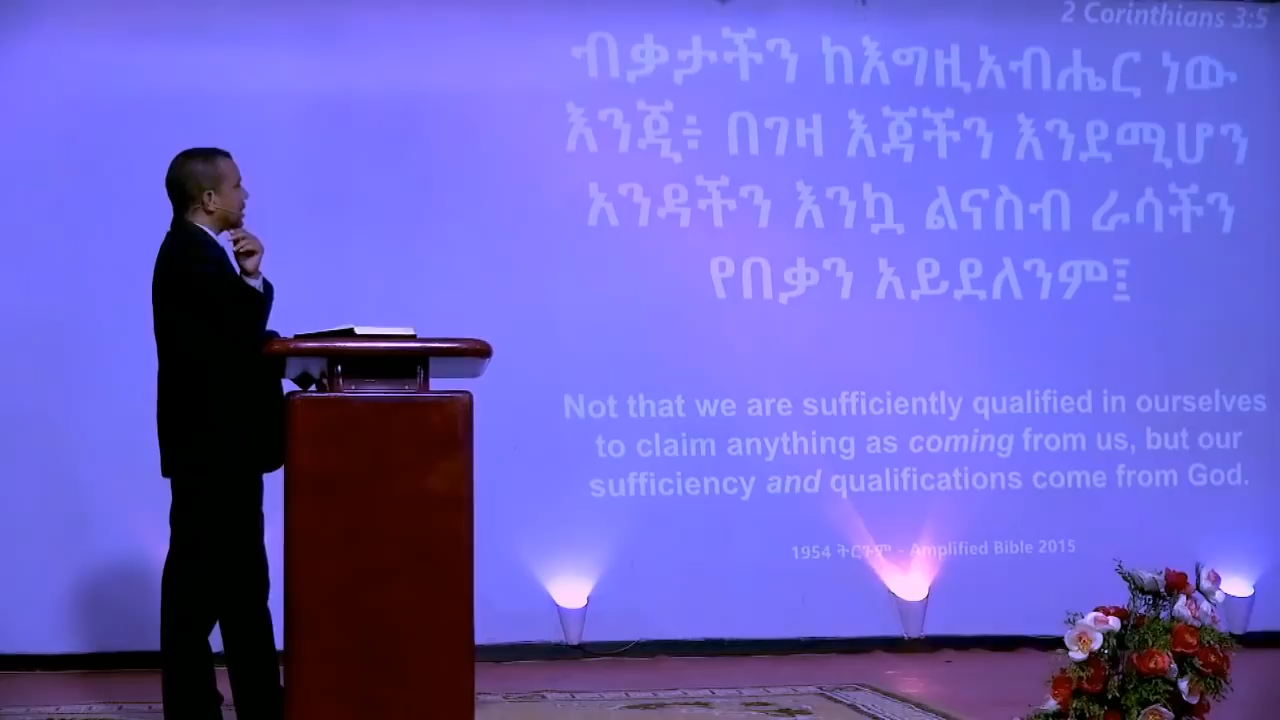 2 Corinthians 3:5
ብቃታችን ከእግዚአብሔር ነው
እንጂ፥ በገዛ እጃችን እንደሚሆን
አንዳችን እንኳ ልናስብ ራሳችን
የበቃን አይደለንም፤
Not that we are sufficiently qualified in ourselves
to claim anything as coming from us, but our
sufficiency and qualifications come from God.
1954 ትርጉም - Amplified Bible 2015